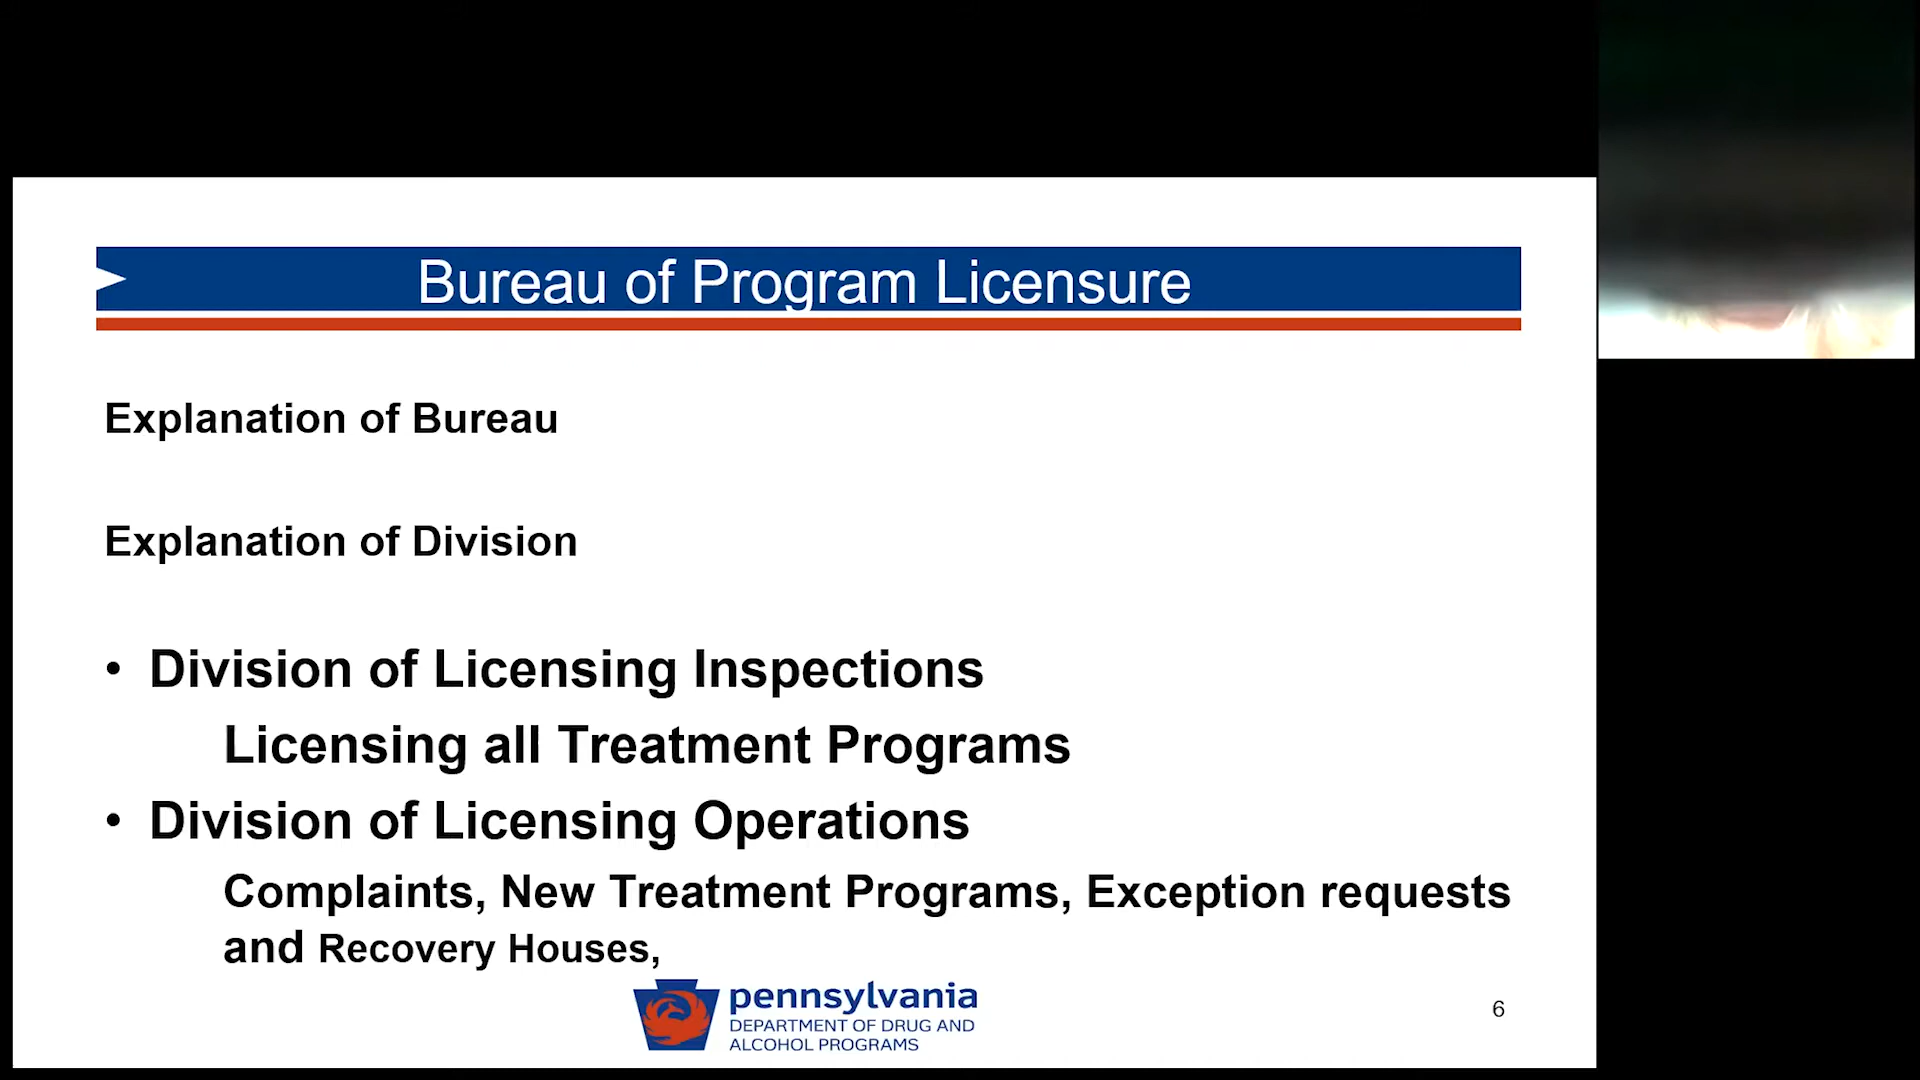 Bureau of Program Licensure
Explanation of Bureau
Explanation of Division
• Division of Licensing Inspections
Licensing all Treatment Programs
• Division of Licensing Operations
Complaints, New Treatment Programs, Exception requests
and Recovery Houses,
pennsylvania
DEPARTMENT OF DRUG AND
ALCOHOL PROGRAMS
6